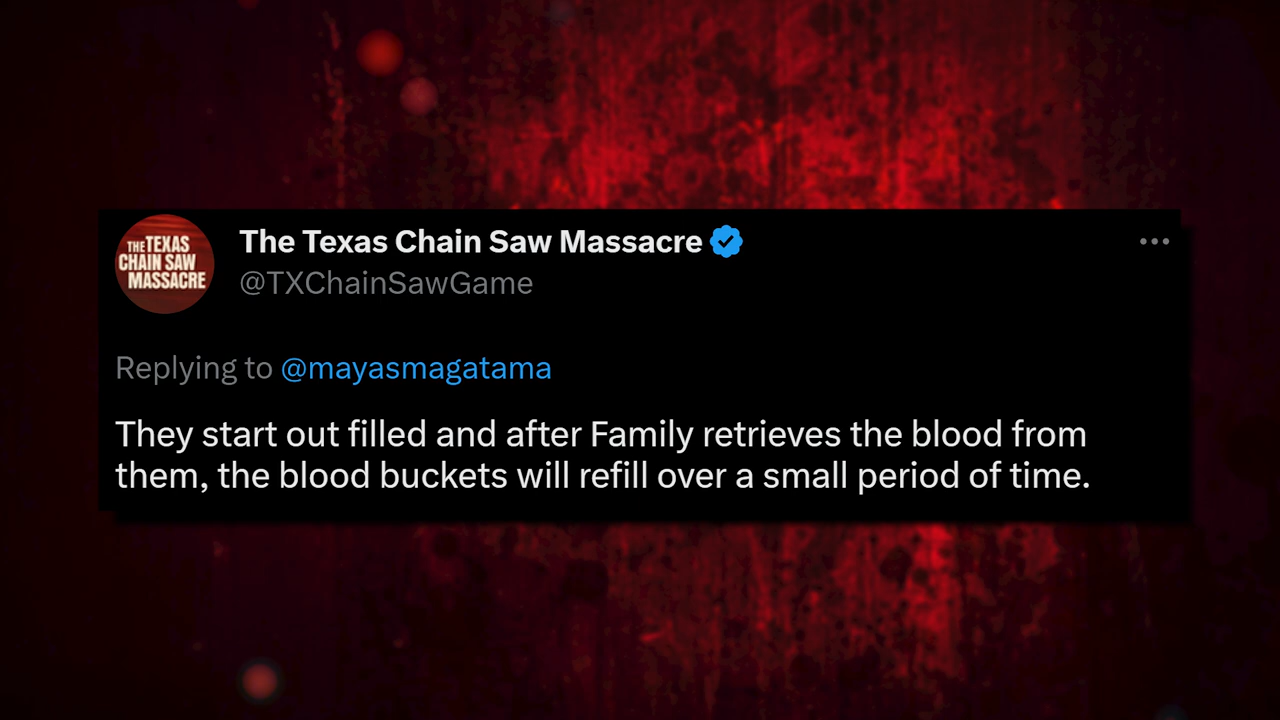 THE TEXAS
CHAIN SAW
MASSACRE
The Texas Chain Saw Massacre
@TXChainSawGame
Replying to @mayasmagatama
They start out filled and after Family retrieves the blood from
them, the blood buckets will refill over a small period of time.